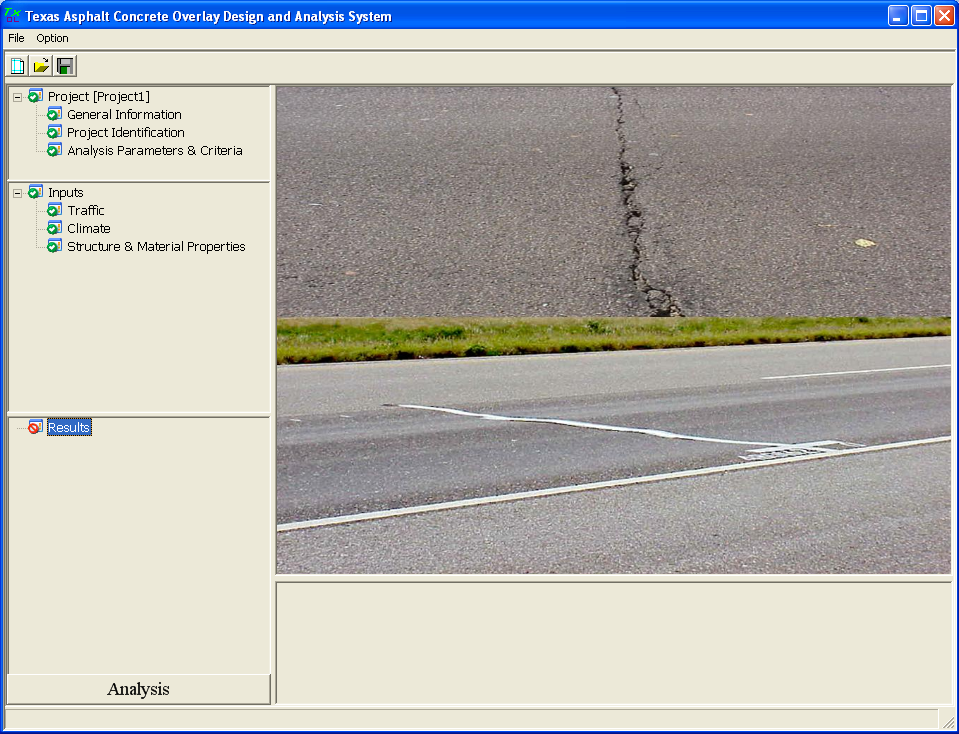 Texas Asphalt Concrete Overlay Design and Analysis System
File Option
Project [Project1]
General Information
Project Identification
Analysis Parameters & Criteria
Inputs
Traffic
Climate
Structure & Material Properties
Results
Analysis